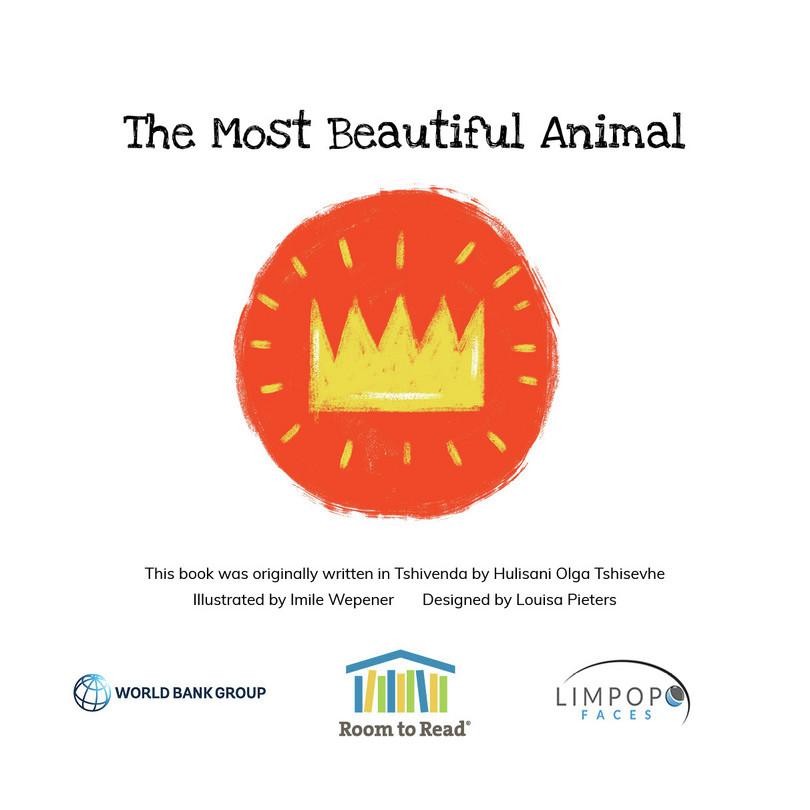 The Most Beautiful Animal
This book was originally written in Tshivenda by Hulisani Olga Tshisevhe
Illustrated by Imile Wepener Designed by Louisa Pieters
WORLD BANK GROUP
Room to Read®
LIMPOPO
FACES